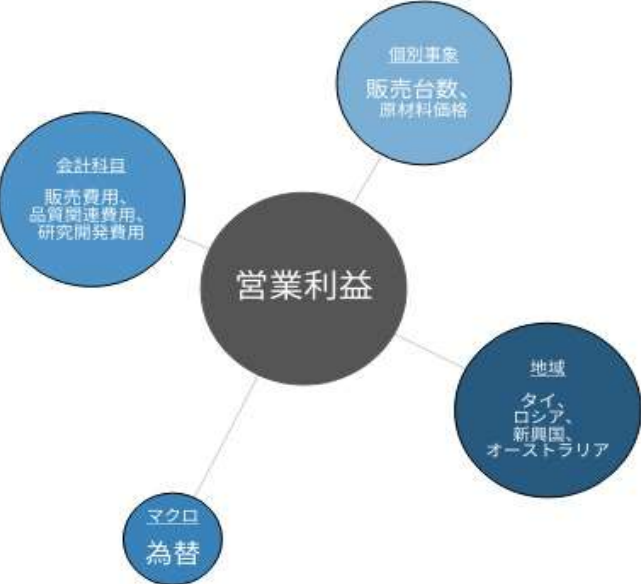 個別事象
販売台数、
原材料価格
会計科目
販売費用、
品質関連費用、
研究開発費用
営業利益
地域
タイ、
ロシア、
新興国、
オーストラリア
マクロ
為替